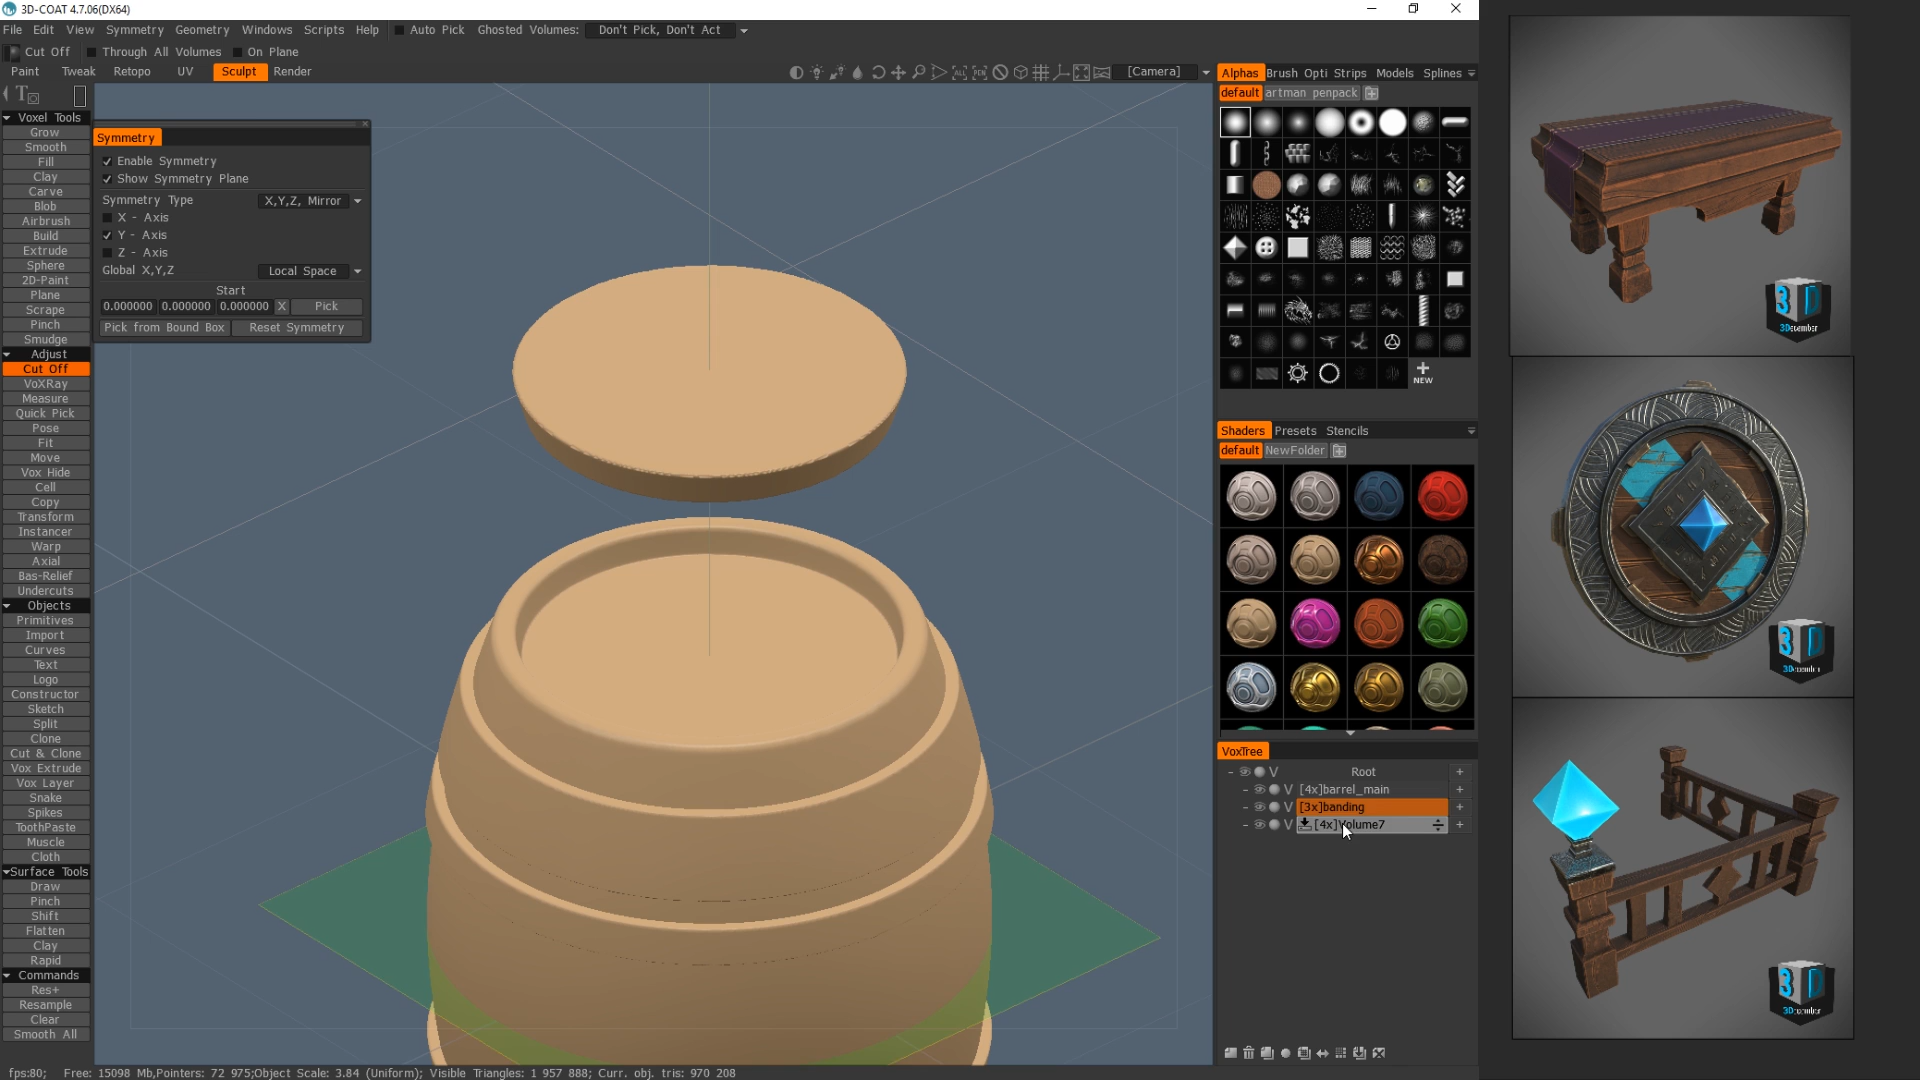 3D-COAT 4.7.06(DX64)
File Edit View Symmetry Geometry Windows Scripts Help Auto Pick Ghosted Volumes: Don't Pick, Don't Act
Cut Off Through All Volumes On Plane
Paint Tweak Retopo UV Sculpt Render [Camera]
Voxel Tools
Grow
Smooth
Fill
Clay
Carve
Blob
Airbrush
Build
Extrude
Sphere
2D-Paint
Plane
Scrape
Pinch
Smudge
Adjust
Cut Off
VoXRay
Measure
Quick Pick
Pose
Fit
Move
Vox Hide
Cell
Copy
Transform
Instancer
Warp
Axial
Bas-Relief
Undercuts
Objects
Primitives
Import
Curves
Text
Logo
Constructor
Sketch
Split
Clone
Cut & Clone
Vox Extrude
Vox Layer
Snake
Spikes
ToothPaste
Muscle
Cloth
Surface Tools
Draw
Pinch
Shift
Flatten
Clay
Rapid
Commands
Res+
Resample
Clear
Smooth All
Symmetry
Enable Symmetry
Show Symmetry Plane
Symmetry Type X,Y,Z, Mirror
X - Axis
Y - Axis
Z - Axis
Global X,Y,Z Local Space
Start
0.000000 0.000000 0.000000 X Pick
Pick from Bound Box Reset Symmetry
Alphas Brush Opti Strips Models Splines
default artman penpack
NEW
Shaders Presets Stencils
default NewFolder
VoxTree
Root
V [4x]barrel_main
V [3x]banding
V [4x]Volume7
fps:80; Free: 15098 Mb,Pointers: 72 975;Object Scale: 3.84 (Uniform); Visible Triangles: 1 957 888; Curr. obj. tris: 970 208
3D
3December
3D
3December
3D
3December